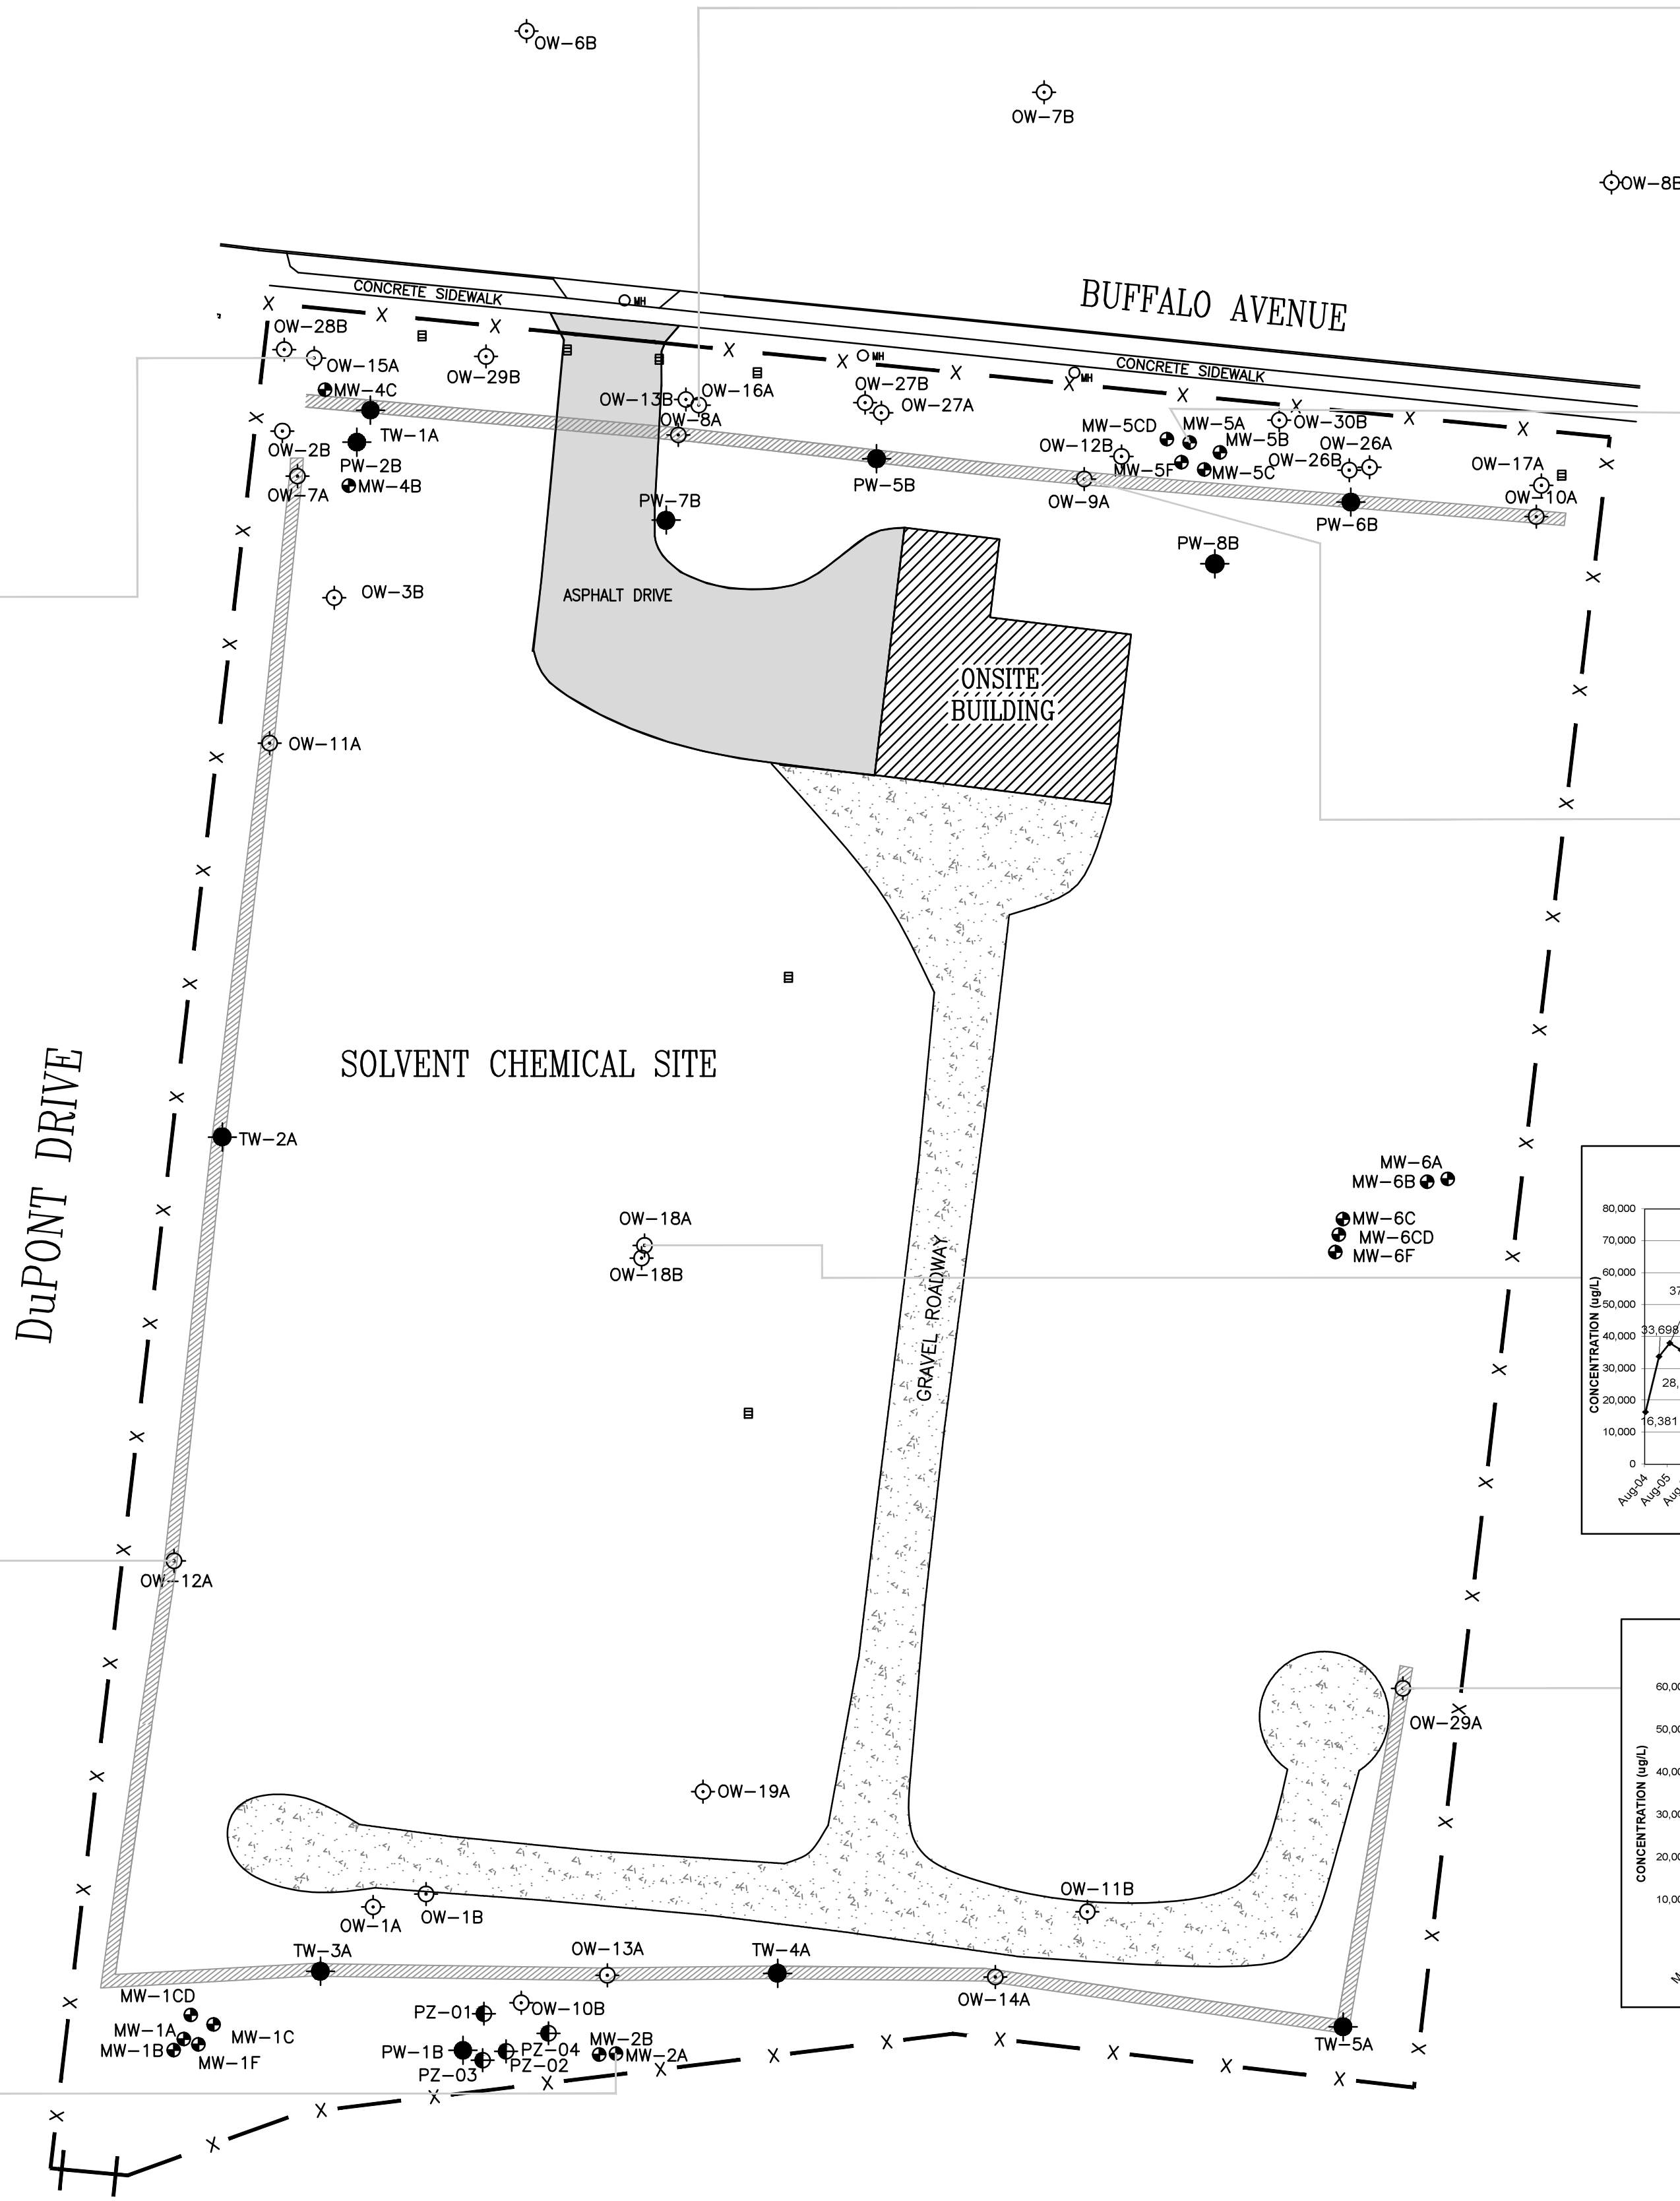 OW-6B
OW-7B
OW-8B
BUFFALO AVENUE
CONCRETE SIDEWALK
MH
X
OW-28B
OW-15A
MW-4C
OW-29B
OW-13B
OW-16A
OW-8A
MH
OW-27B
OW-27A
MH
CONCRETE SIDEWALK
MW-5CD
MW-5A
MW-5B
OW-30B
OW-12B
MW-5F
MW-5C
OW-26A
OW-26B
OW-17A
OW-10A
TW-1A
OW-2B
PW-2B
OW-7A
MW-4B
PW-5B
OW-9A
PW-6B
PW-7B
PW-8B
OW-3B
ASPHALT DRIVE
ONSITE
BUILDING
OW-11A
SOLVENT CHEMICAL SITE
DuPONT DRIVE
TW-2A
MW-6A
MW-6B
MW-6C
MW-6CD
MW-6F
OW-18A
OW-18B
GRAVEL ROADWAY
CONCENTRATION (ug/L)
80,000
70,000
60,000
50,000
40,000
30,000
20,000
10,000
0
33,698
16,381
Aug-04
Aug-05
OW-12A
OW-29A
CONCENTRATION (ug/L)
OW-19A
OW-1A
OW-1B
OW-11B
TW-3A
OW-13A
TW-4A
OW-14A
TW-5A
MW-1CD
MW-1A
MW-1C
MW-1B
MW-1F
PZ-01
OW-10B
PW-1B
PZ-04
PZ-02
PZ-03
MW-2B
MW-2A